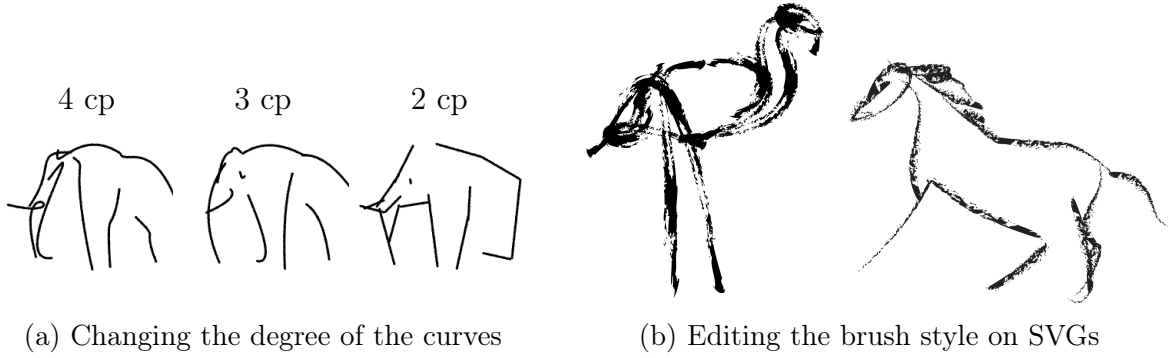 4 cp 3 cp 2 cp
(a) Changing the degree of the curves
(b) Editing the brush style on SVGs